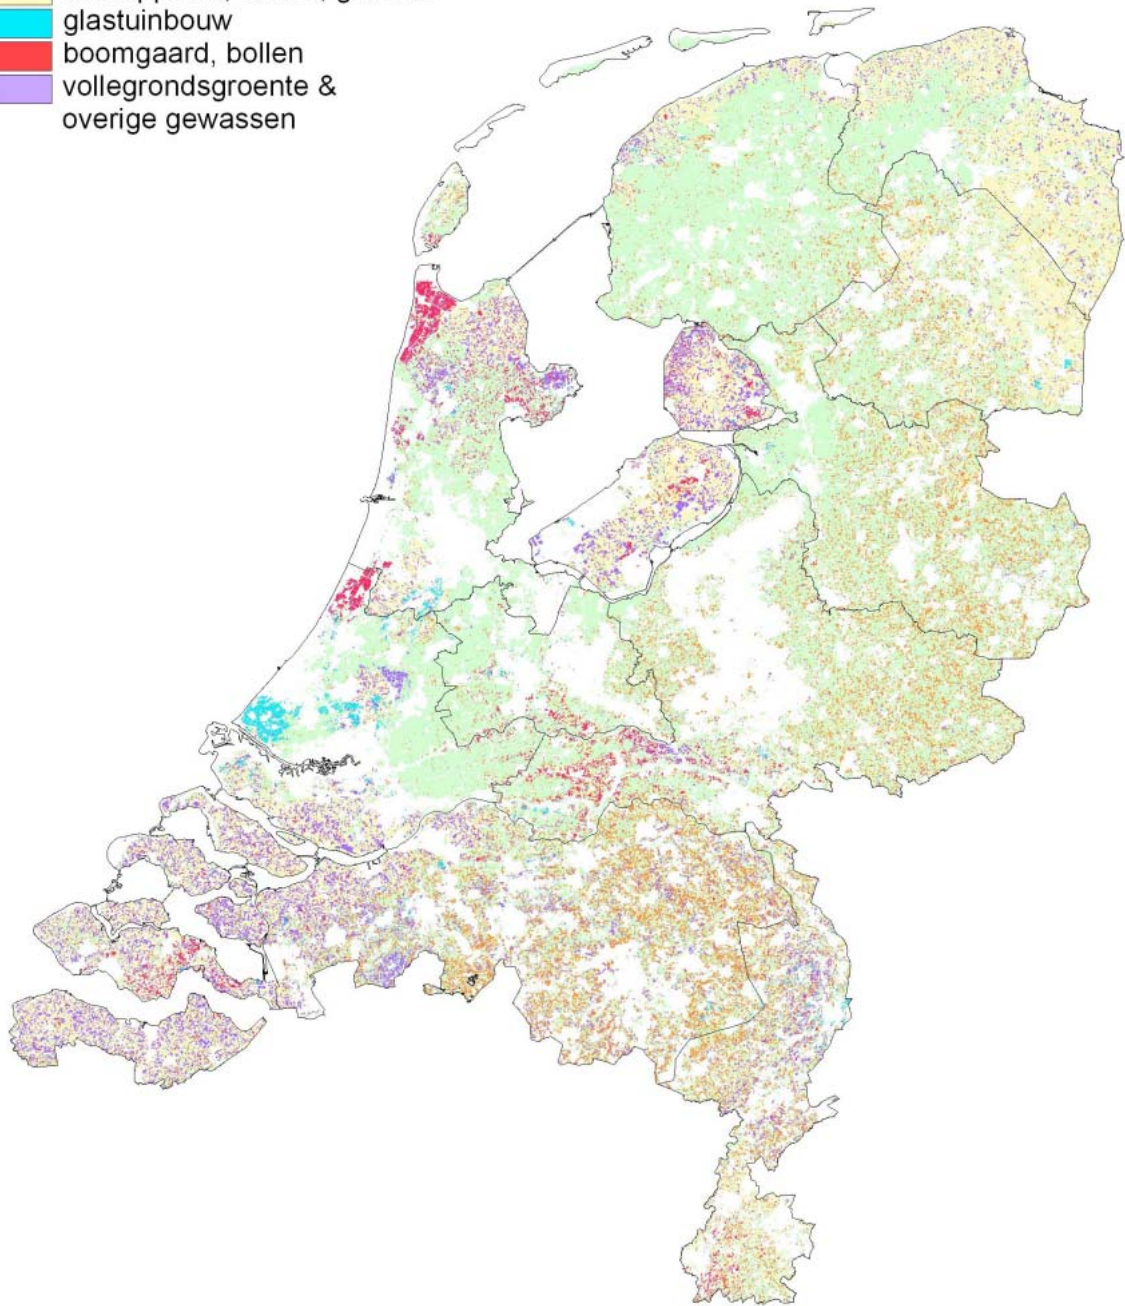 glastuinbouw
boomgaard, bollen
vollegrondsgroente &
overige gewassen